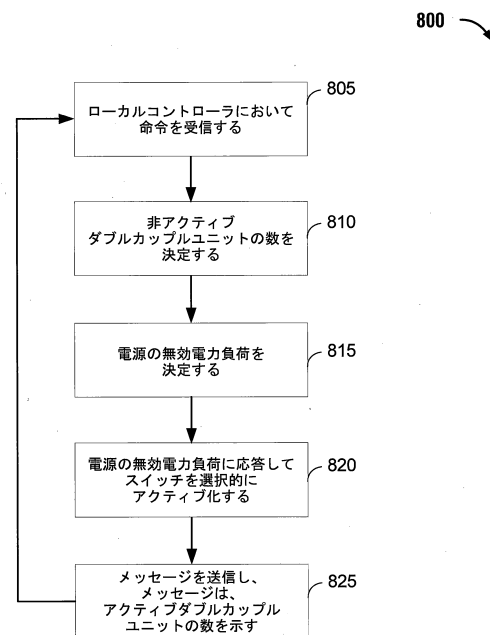 800
805
ローカルコントローラにおいて
命令を受信する
810
非アクティブ
ダブルカップルユニットの数を
決定する
815
電源の無効電力負荷を
決定する
820
電源の無効電力負荷に応答して
スイッチを選択的に
アクティブ化する
825
メッセージを送信し、
メッセージは、
アクティブダブルカップル
ユニットの数を示す